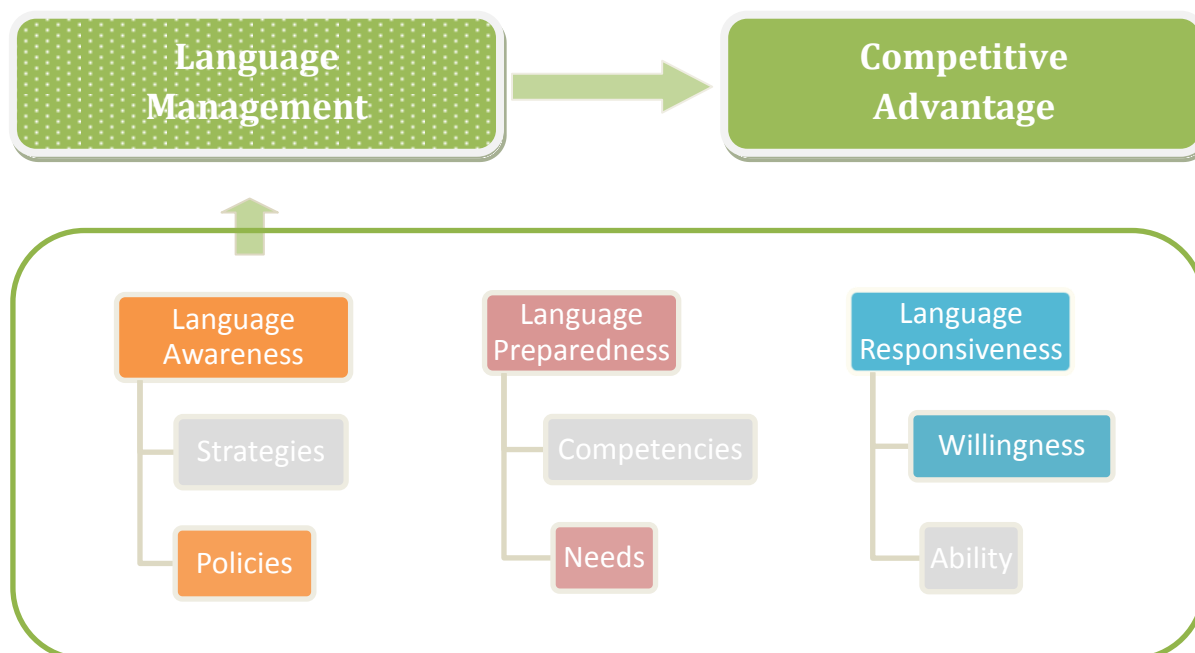 Language
Management
Competitive
Advantage
Language
Awareness
Strategies
Policies
Language
Preparedness
Competencies
Needs
Language
Responsiveness
Willingness
Ability